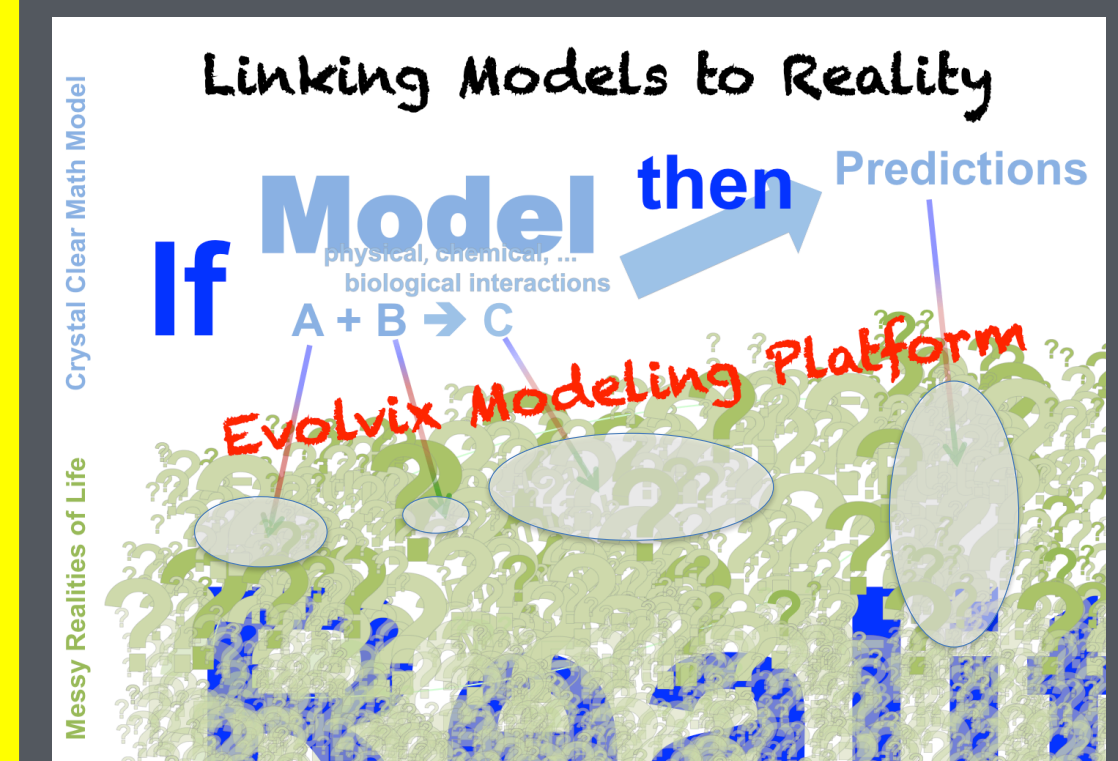 Linking Models to Reality
Crystal Clear Math Model
If
Model
physical, chemical, ...
biological interactions
A + B ➔ C
then
Predictions
Evolvix Modeling Platform
Messy Realities of Life
Realit